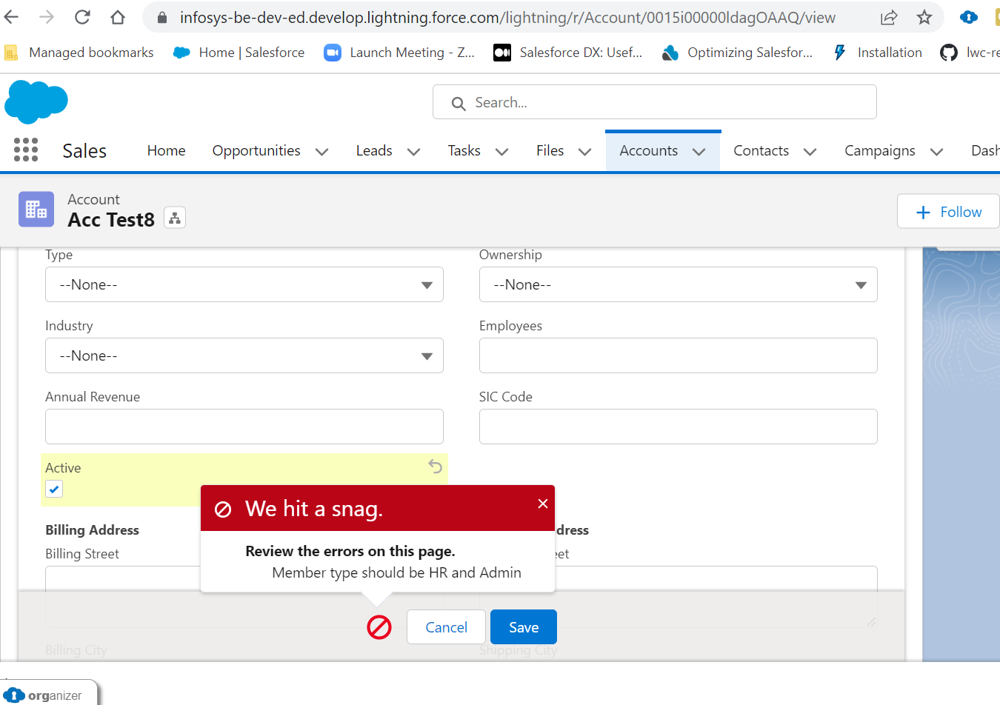 infosys-be-dev-ed.develop.lightning.force.com/lightning/r/Account/0015i00000ldagOAAQ/view
Managed bookmarks Home | Salesforce Launch Meeting - Z... Salesforce DX: Usef... Optimizing Salesfor... Installation lwc-re
Search...
Sales Home Opportunities Leads Tasks Files Accounts Contacts Campaigns Dash
Account
Acc Test8
Follow
Type Ownership
--None-- --None--
Industry Employees
--None--
Annual Revenue SIC Code
Active
We hit a snag.
Billing Address dress
Review the errors on this page.
Billing Street eet
Member type should be HR and Admin
Cancel Save
Billing City Shipping City
organizer